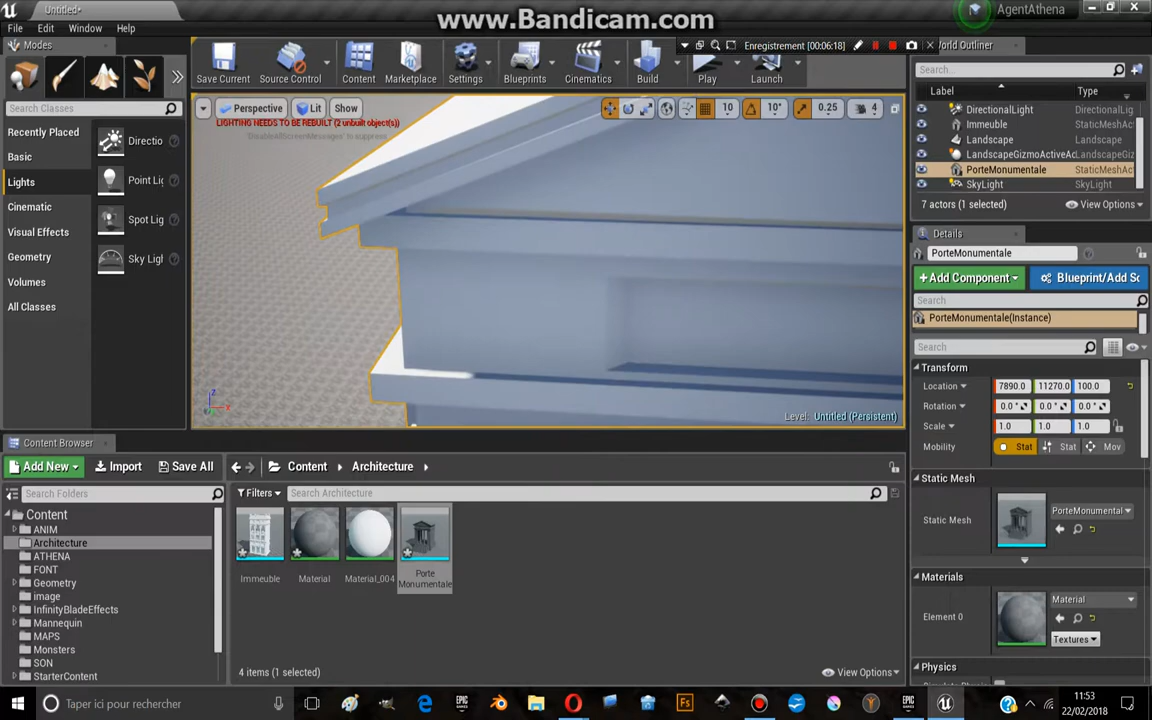 www.Bandicam.com
Untitled*
AgentAthena
File Edit Window Help
Enregistrement [00:06:18]
Modes
World Outliner
Save Current
Source Control
Content
Marketplace
Settings
Blueprints
Cinematics
Build
Play
Launch
Search Classes
Recently Placed
Basic
Lights
Cinematic
Visual Effects
Geometry
Volumes
All Classes
Directio
Point Lig
Spot Lig
Sky Ligh
Perspective
Lit
Show
10
10°
0.25
4
LIGHTING NEEDS TO BE REBUILT (2 unbuilt object(s))
'DisableAllScreenMessages' to suppress
Level: Untitled (Persistent)
Search...
Label
Type
DirectionalLight DirectionalLig
Immeuble StaticMeshAc
Landscape Landscape
LandscapeGizmoActiveAc LandscapeGiz
PorteMonumentale StaticMeshAc
SkyLight SkyLight
7 actors (1 selected)
View Options
Details
PorteMonumentale
+Add Component
Blueprint/Add Sc
Search
PorteMonumentale(Instance)
Search
Transform
Location 7890.0 11270.0 100.0
Rotation 0.0° 0.0° 0.0°
Scale 1.0 1.0 1.0
Mobility Stat Stat Mov
Static Mesh
Static Mesh
PorteMonumental
Materials
Element 0
Material
Textures
Physics
Content Browser
Add New
Import
Save All
Content
Architecture
Search Folders
Filters
Search Architecture
Content
ANIM
Architecture
ATHENA
FONT
Geometry
image
InfinityBladeEffects
Mannequin
MAPS
Monsters
SON
StarterContent
Immeuble
Material
Material_004
Porte
Monumentale
4 items (1 selected)
View Options
Taper ici pour rechercher
11:53
22/02/2018